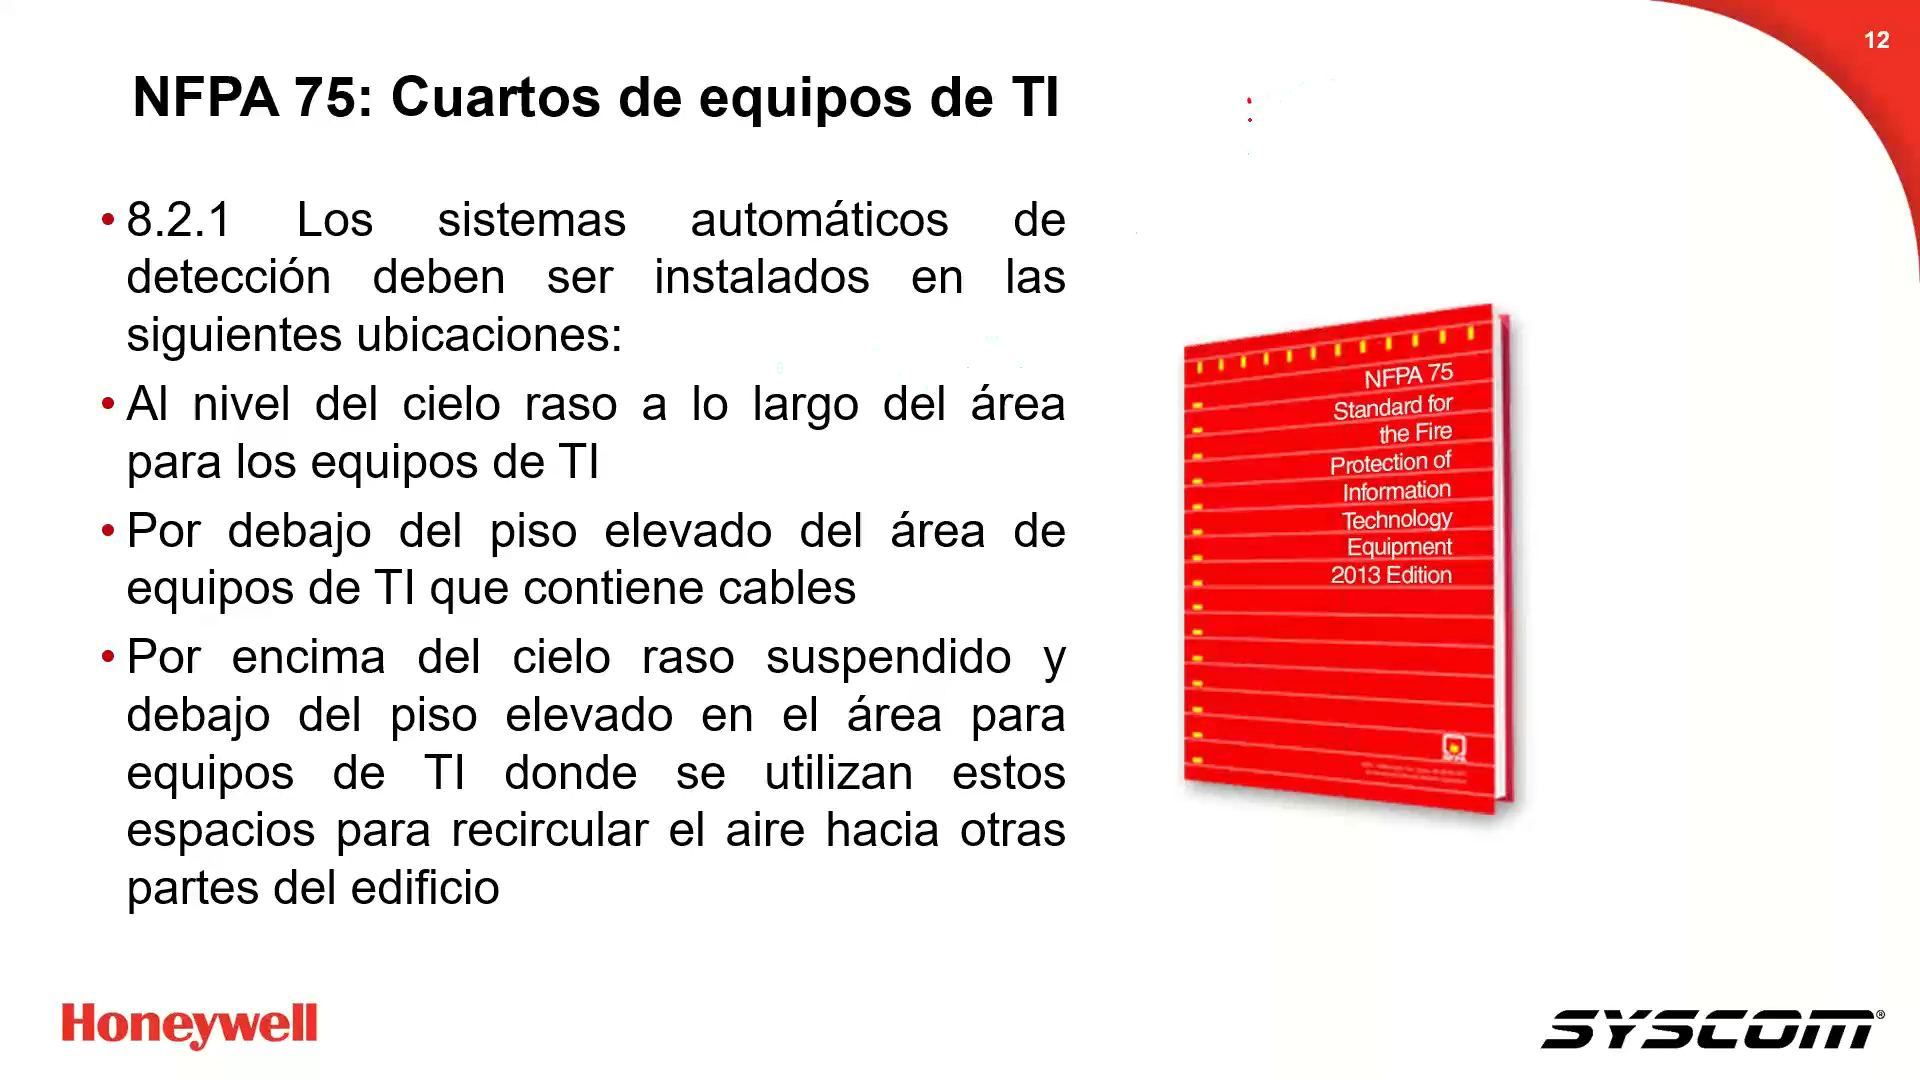 12
NFPA 75: Cuartos de equipos de TI
• 8.2.1 Los sistemas automáticos de
detección deben ser instalados en las
siguientes ubicaciones:
• Al nivel del cielo raso a lo largo del área
para los equipos de TI
• Por debajo del piso elevado del área de
equipos de TI que contiene cables
• Por encima del cielo raso suspendido y
debajo del piso elevado en el área para
equipos de TI donde se utilizan estos
espacios para recircular el aire hacia otras
partes del edificio
NFPA 75
Standard for
the Fire
Protection of
Information
Technology
Equipment
2013 Edition
Honeywell
SYSCOM®